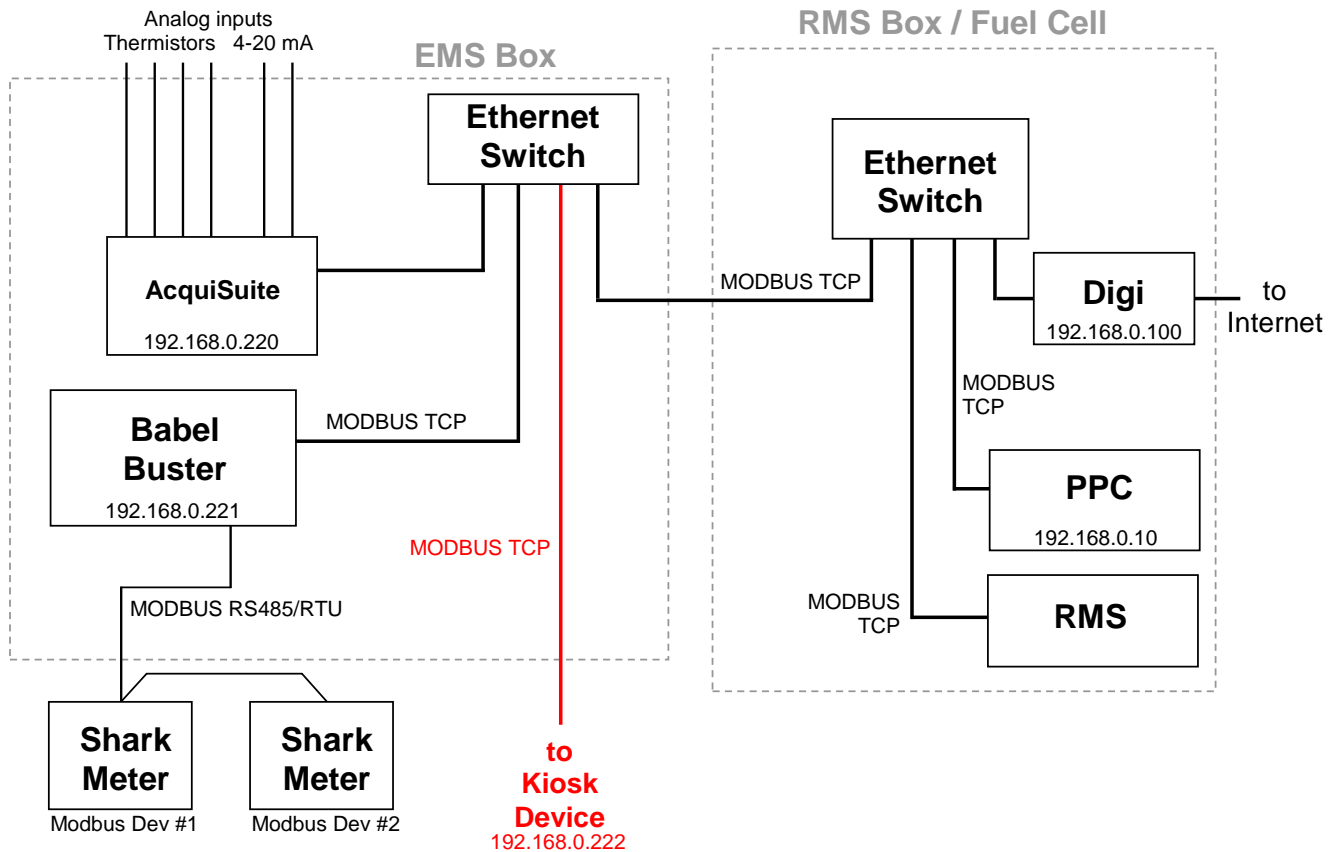 Analog inputs
Thermistors 4-20 mA
EMS Box
RMS Box / Fuel Cell
Ethernet
Switch
Ethernet
Switch
AcquiSuite
192.168.0.220
MODBUS TCP
Digi
192.168.0.100
to
Internet
Babel
Buster
192.168.0.221
MODBUS TCP
MODBUS
TCP
PPC
192.168.0.10
MODBUS TCP
MODBUS RS485/RTU
MODBUS
TCP
RMS
Shark
Meter
Modbus Dev #1
Shark
Meter
Modbus Dev #2
to
Kiosk
Device
192.168.0.222